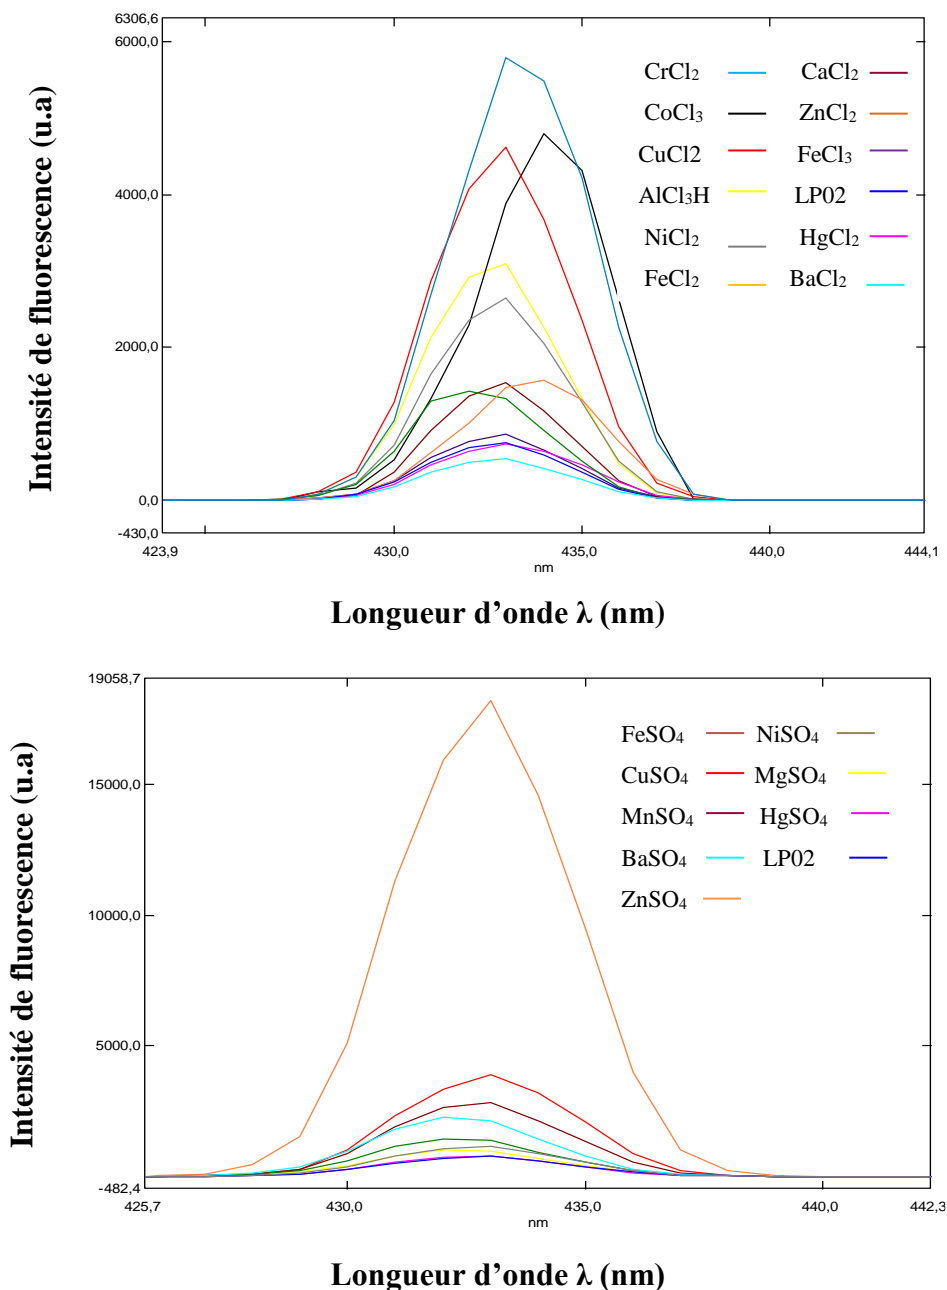 6306,6
6000,0
4000,0
2000,0
0,0
-430,0
Intensité de fluorescence (u.a)
CrCl2 CaCl2
CoCl3 ZnCl2
CuCl2 FeCl3
AlCl3H LP02
NiCl2 HgCl2
FeCl2 BaCl2
423,9 430,0 435,0 440,0 444,1
nm
Longueur d'onde λ (nm)
19058,7
15000,0
10000,0
5000,0
-482,4
Intensité de fluorescence (u.a)
FeSO4 NiSO4
CuSO4 MgSO4
MnSO4 HgSO4
BaSO4 LP02
ZnSO4
425,7 430,0 435,0 440,0 442,3
nm
Longueur d'onde λ (nm)